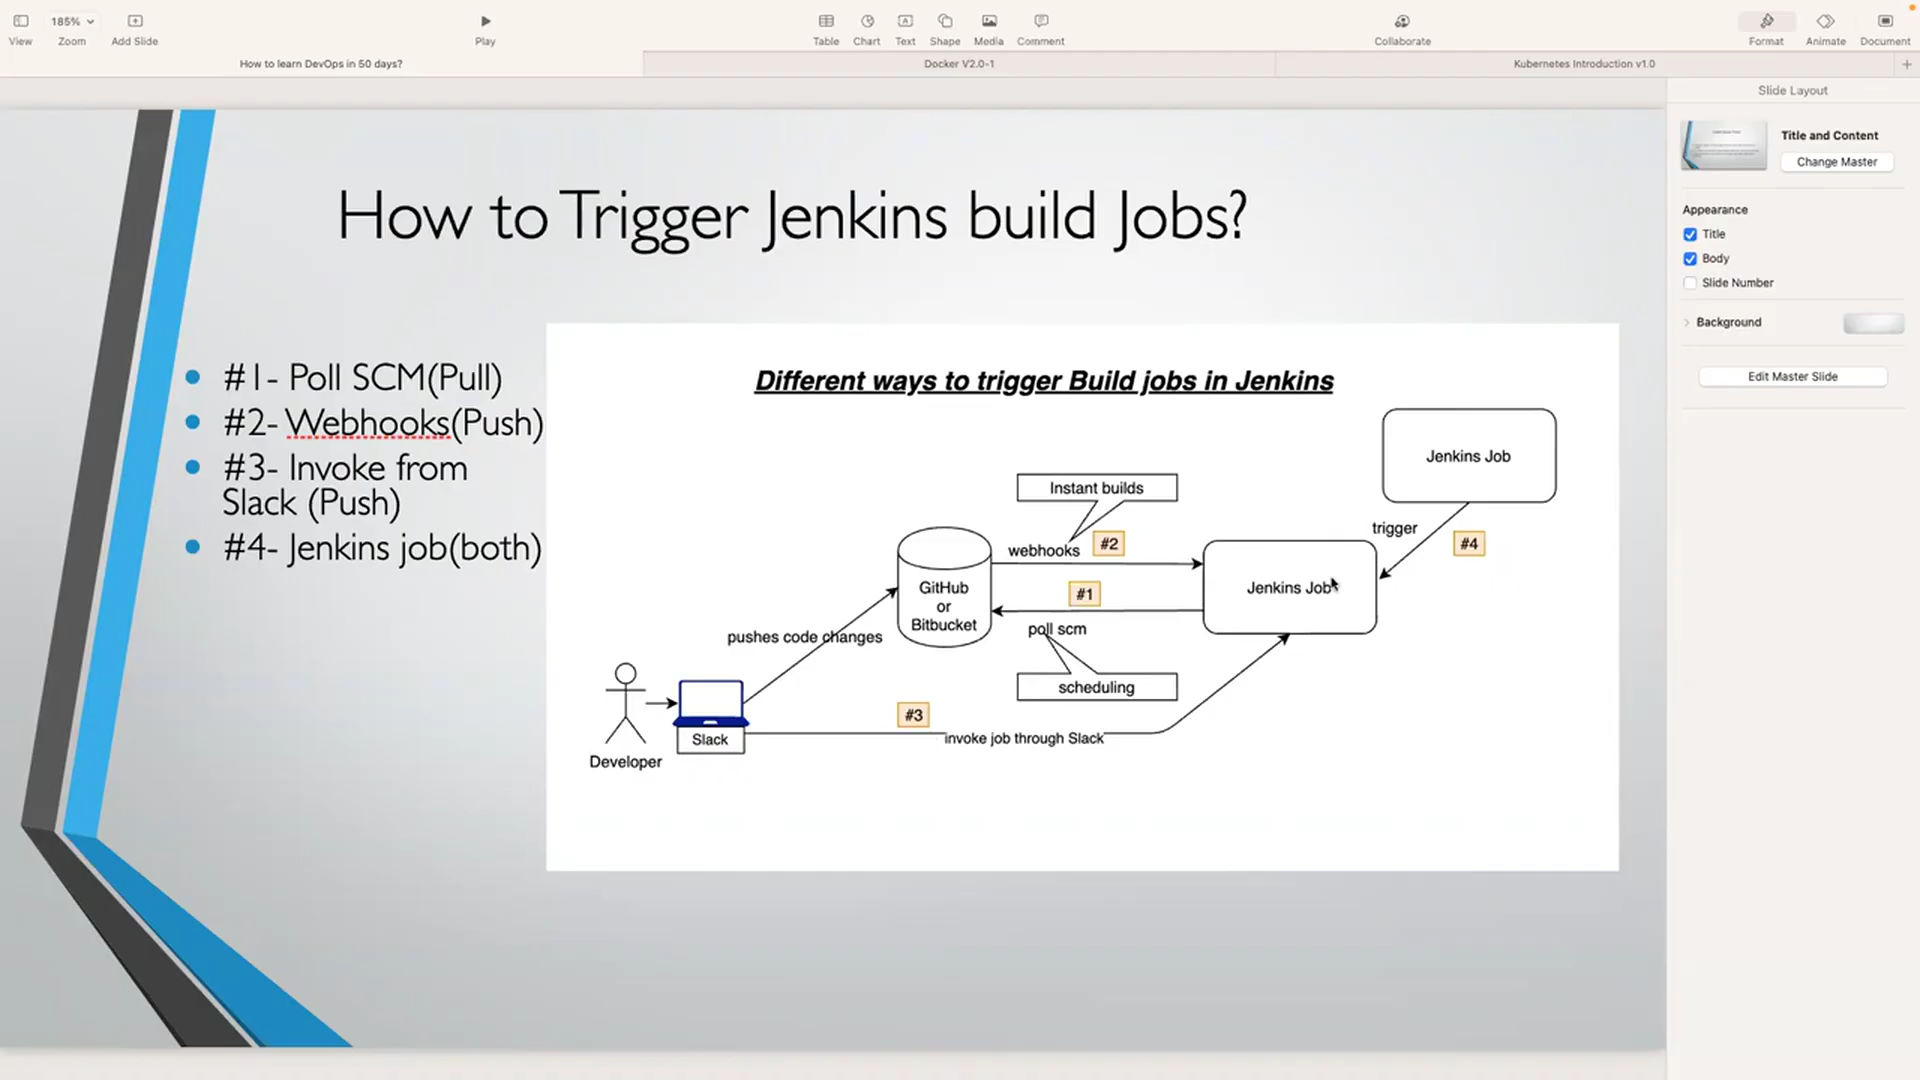 185%
View
Zoom
Add Slide
Play
Table
Chart
Text
Shape
Media
Comment
Collaborate
Format
Animate
Document
How to learn DevOps in 50 days?
Docker V2.0-1
Kubernetes Introduction v1.0
+
Slide Layout
Title and Content
Change Master
Appearance
Title
Body
Slide Number
Background
Edit Master Slide
How to Trigger Jenkins build Jobs?
#1- Poll SCM(Pull)
#2- Webhooks(Push)
#3- Invoke from
Slack (Push)
#4- Jenkins job(both)
Different ways to trigger Build jobs in Jenkins
Jenkins Job
Instant builds
trigger
#4
webhooks
#2
GitHub
or
Bitbucket
#1
Jenkins Job
poll scm
pushes code changes
scheduling
#3
Slack
invoke job through Slack
Developer